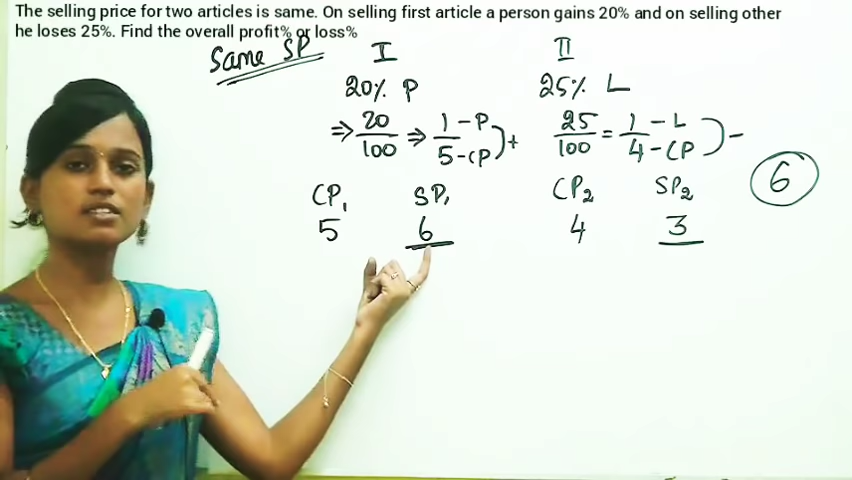 The selling price for two articles is same. On selling first article a person gains 20% and on selling other
he loses 25%. Find the overall profit% or loss%
Same SP I II
20% P 25% L
⇒ 20/100 ⇒ 1/5 - P/CP ) + 25/100 = 1/4 - L/CP ) -
CP₁ SP₁ CP₂ SP₂ 6
5 6 4 3